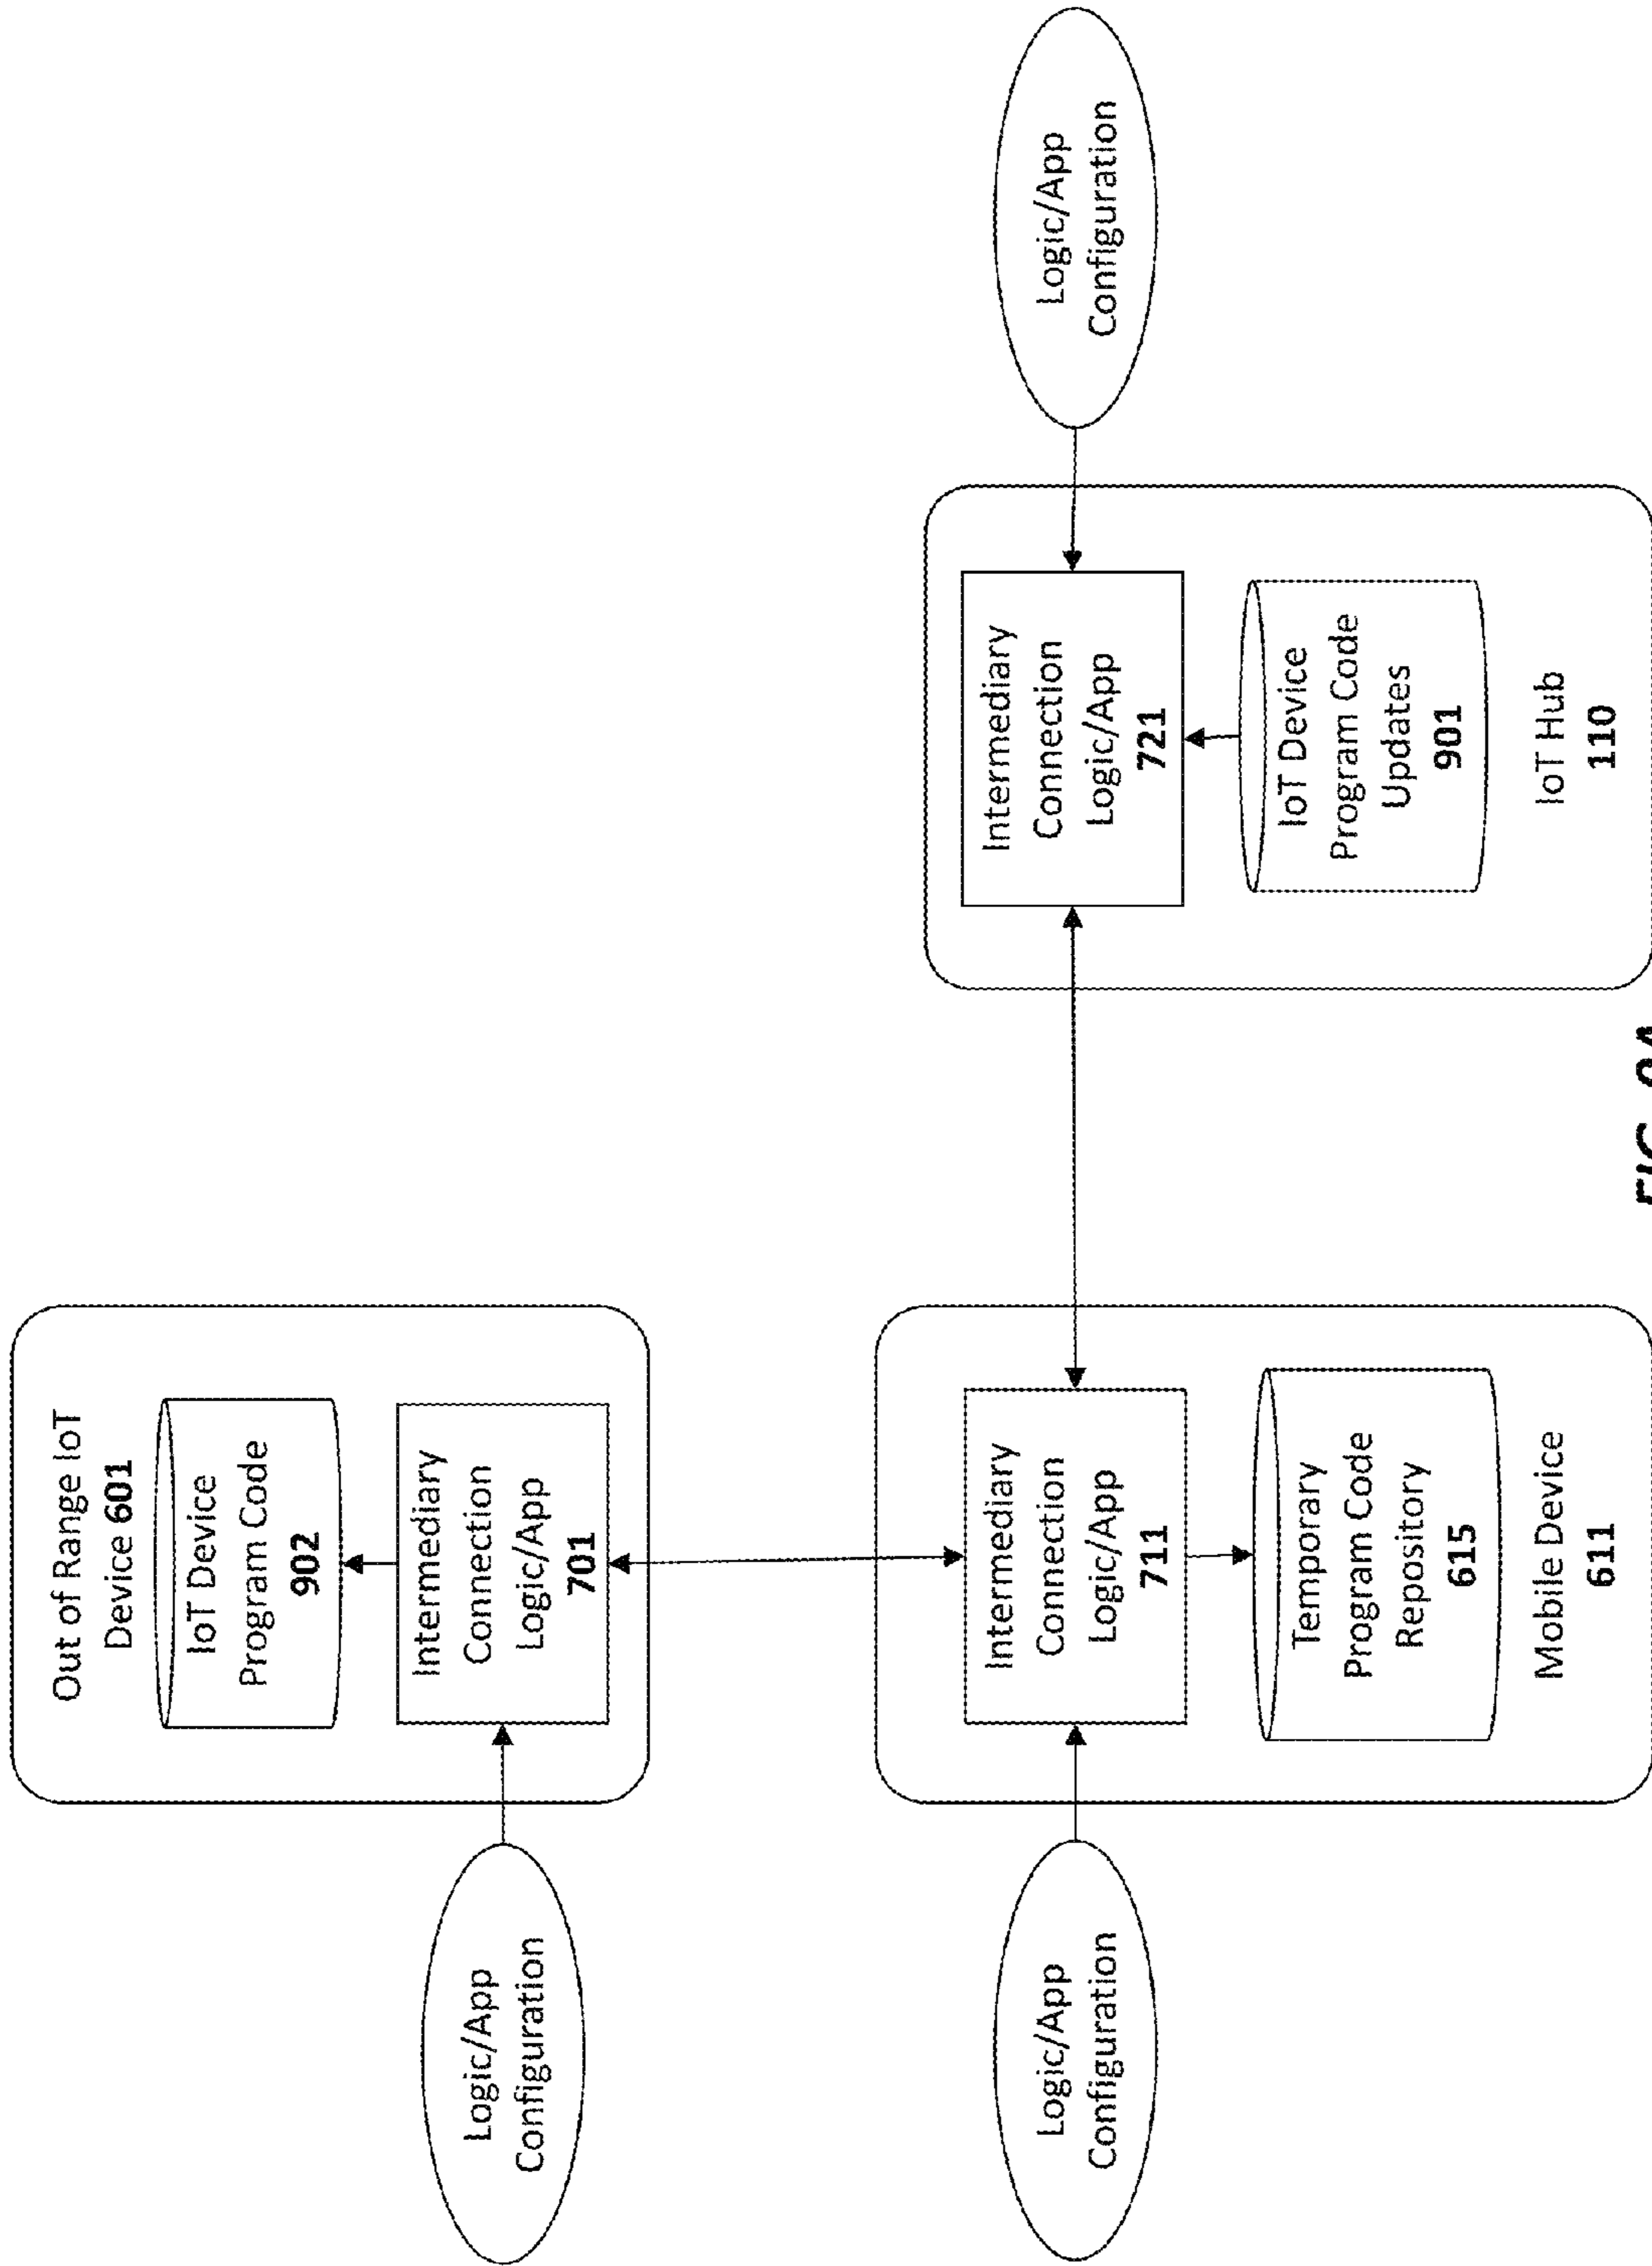 Out of Range IoT
Device 601
IoT Device
Program Code
902
Intermediary
Connection
Logic/App
701
Logic/App
Configuration
Intermediary
Connection
Logic/App
711
Temporary
Program Code
Repository
615
Mobile Device
611
Logic/App
Configuration
Intermediary
Connection
Logic/App
721
IoT Device
Program Code
Updates
901
IoT Hub
110
Logic/App
Configuration
FIG. 9A